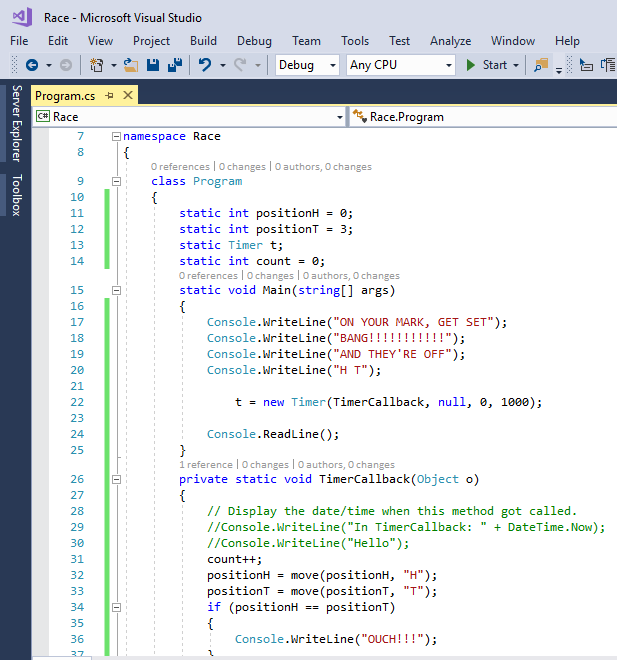 Race - Microsoft Visual Studio
File Edit View Project Build Debug Team Tools Test Analyze Window Help
Debug Any CPU Start
Server Explorer
Toolbox
Program.cs
C# Race Race.Program
7 namespace Race
8 {
0 references | 0 changes | 0 authors, 0 changes
9 class Program
10 {
11 static int positionH = 0;
12 static int positionT = 3;
13 static Timer t;
14 static int count = 0;
0 references | 0 changes | 0 authors, 0 changes
15 static void Main(string[] args)
16 {
17 Console.WriteLine("ON YOUR MARK, GET SET");
18 Console.WriteLine("BANG!!!!!!!!!!!");
19 Console.WriteLine("AND THEY'RE OFF");
20 Console.WriteLine("H T");
21
22 t = new Timer(TimerCallback, null, 0, 1000);
23
24 Console.ReadLine();
25 }
1 reference | 0 changes | 0 authors, 0 changes
26 private static void TimerCallback(Object o)
27 {
28 // Display the date/time when this method got called.
29 //Console.WriteLine("In TimerCallback: " + DateTime.Now);
30 //Console.WriteLine("Hello");
31 count++;
32 positionH = move(positionH, "H");
33 positionT = move(positionT, "T");
34 if (positionH == positionT)
35 {
36 Console.WriteLine("OUCH!!!");
37 }